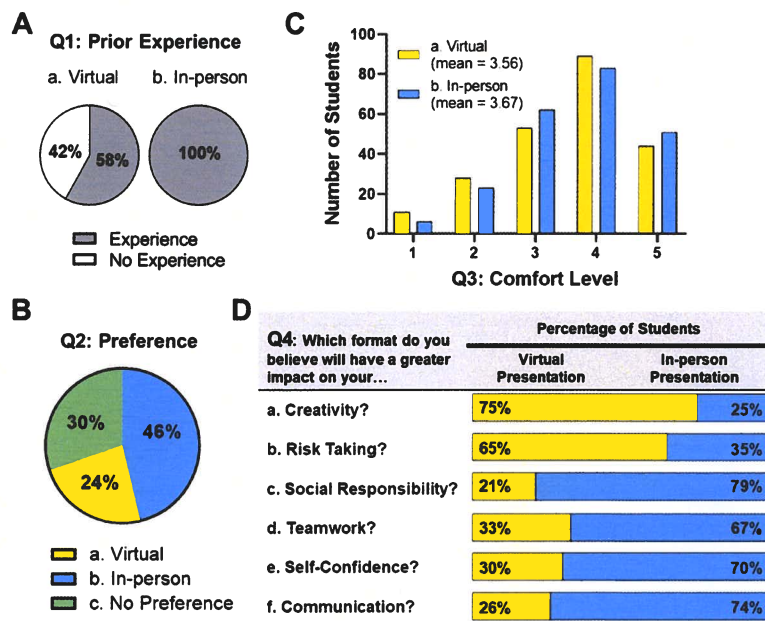 A
Q1: Prior Experience
a. Virtual
b. In-person
42%
58%
100%
Experience
No Experience
B
Q2: Preference
30%
46%
24%
a. Virtual
b. In-person
c. No Preference
C
Number of Students
100
80
60
40
20
0
a. Virtual
(mean = 3.56)
b. In-person
(mean = 3.67)
1 2 3 4 5
Q3: Comfort Level
D
Q4: Which format do you
believe will have a greater
impact on your...
Percentage of Students
Virtual
Presentation
In-person
Presentation
a. Creativity? 75% 25%
b. Risk Taking? 65% 35%
c. Social Responsibility? 21% 79%
d. Teamwork? 33% 67%
e. Self-Confidence? 30% 70%
f. Communication? 26% 74%